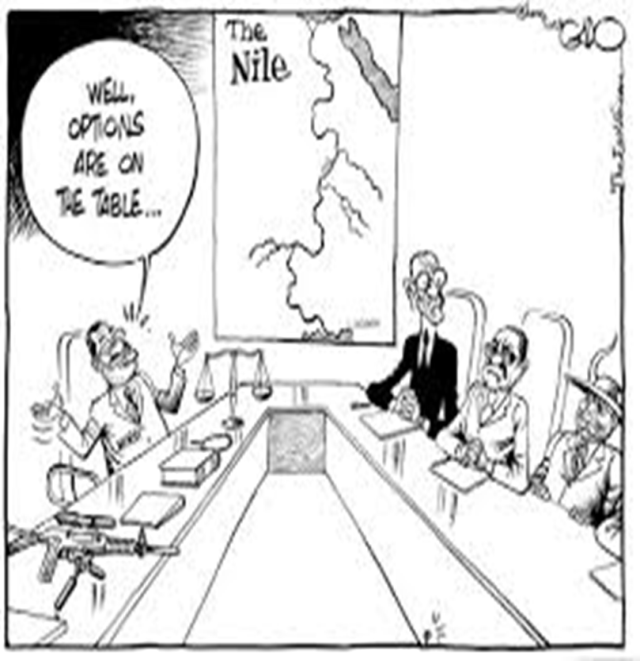 The
Nile
WELL,
OPTIONS
ARE ON
THE TABLE...
GADO